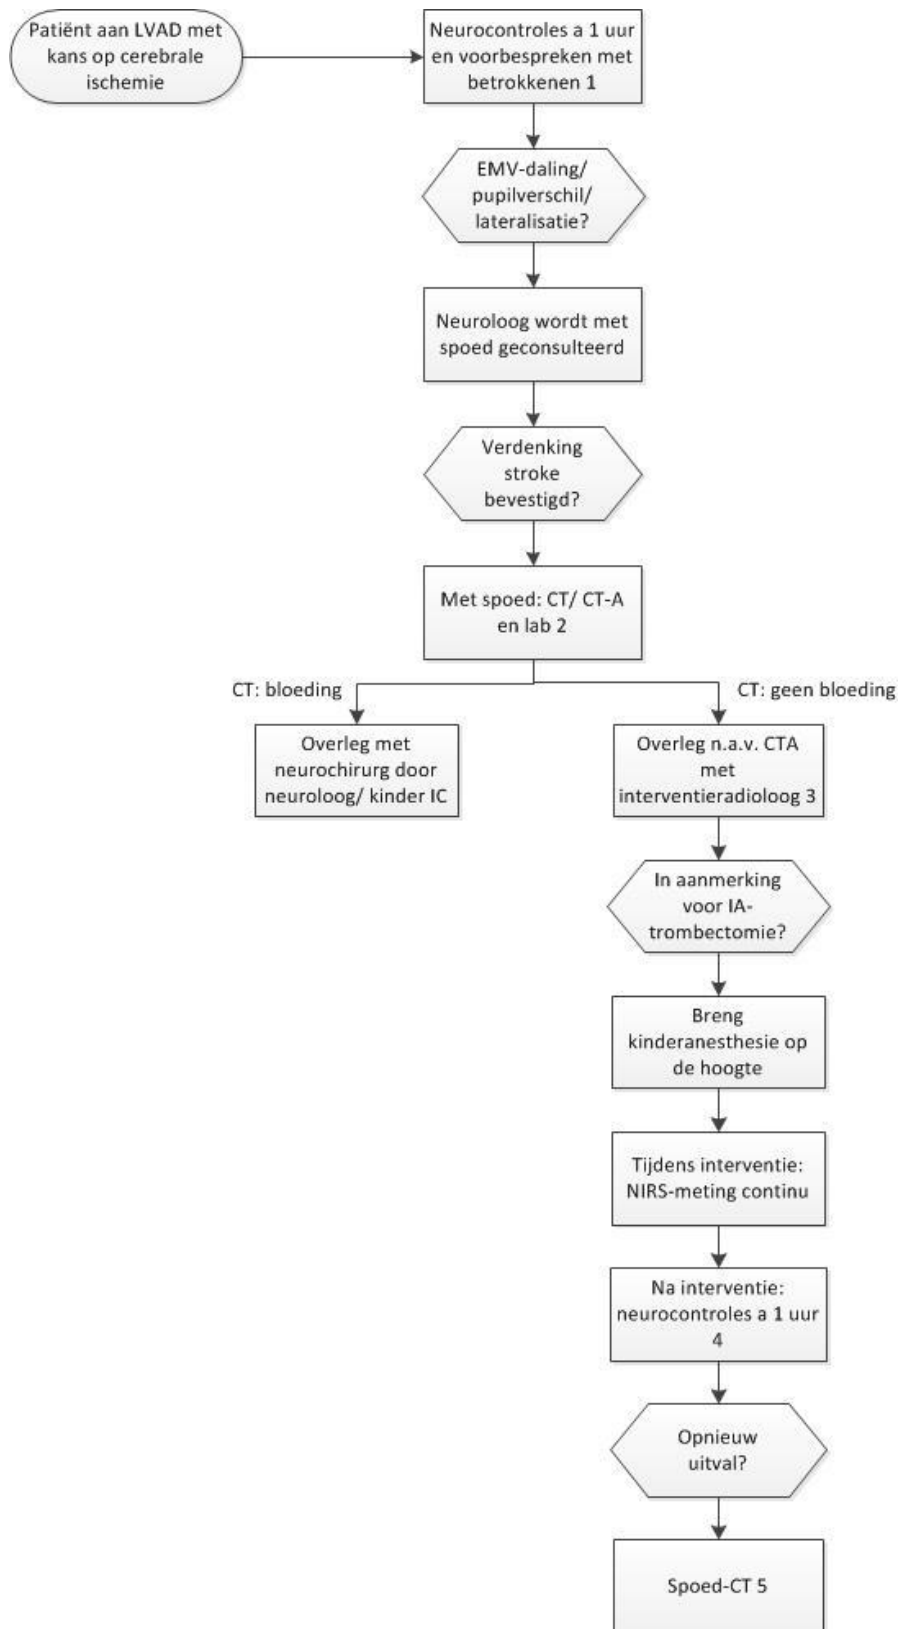 Patiënt aan LVAD met
kans op cerebrale
ischemie
Neurocontroles a 1 uur
en voorbespreken met
betrokkenen 1
EMV-daling/
pupilverschil/
lateralisatie?
Neuroloog wordt met
spoed geconsulteerd
Verdenking
stroke
bevestigd?
Met spoed: CT/ CT-A
en lab 2
CT: bloeding
CT: geen bloeding
Overleg met
neurochirurg door
neuroloog/ kinder IC
Overleg n.a.v. CTA
met
interventieradioloog 3
In aanmerking
voor IA-
trombectomie?
Breng
kinderanesthesie op
de hoogte
Tijdens interventie:
NIRS-meting continu
Na interventie:
neurocontroles a 1 uur
4
Opnieuw
uitval?
Spoed-CT 5